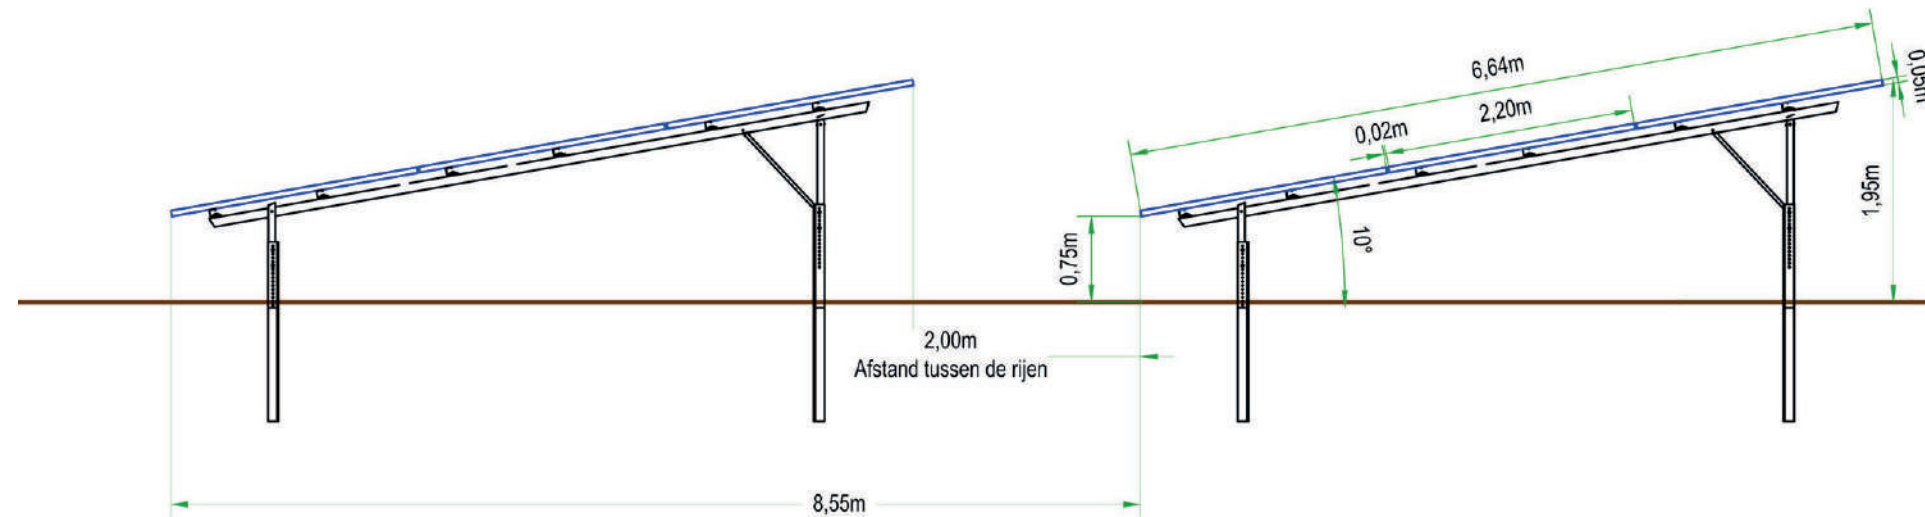 6,64m
0,05m
2,20m
0,02m
1,95m
0,75m
10°
2,00m
Afstand tussen de rijen
8,55m